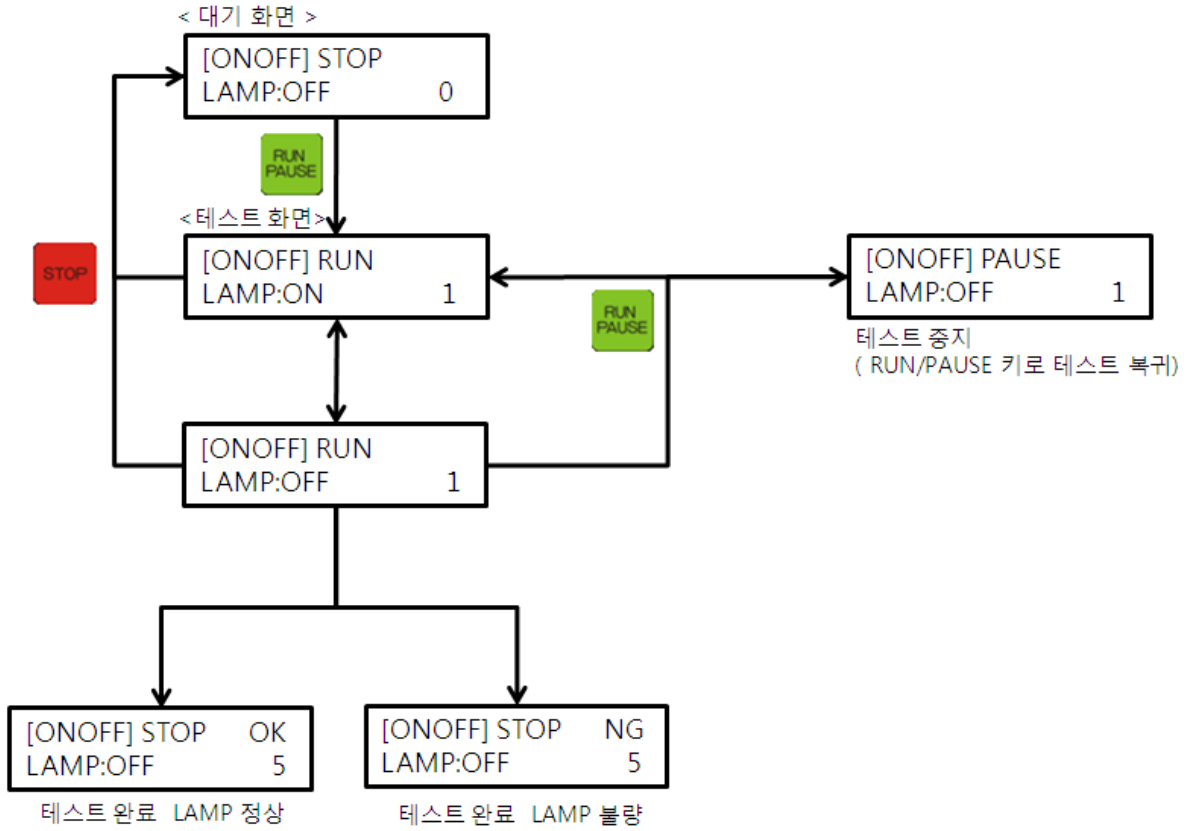 < 대기 화면 >
[ONOFF] STOP
LAMP:OFF 0
RUN
PAUSE
<테스트 화면>
[ONOFF] RUN
LAMP:ON 1
STOP
RUN
PAUSE
[ONOFF] PAUSE
LAMP:OFF 1
테스트 중지
( RUN/PAUSE 키로 테스트 복귀)
[ONOFF] RUN
LAMP:OFF 1
[ONOFF] STOP OK
LAMP:OFF 5
테스트 완료 LAMP 정상
[ONOFF] STOP NG
LAMP:OFF 5
테스트 완료 LAMP 불량